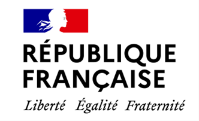 RÉPUBLIQUE
FRANÇAISE
Liberté Égalité Fraternité